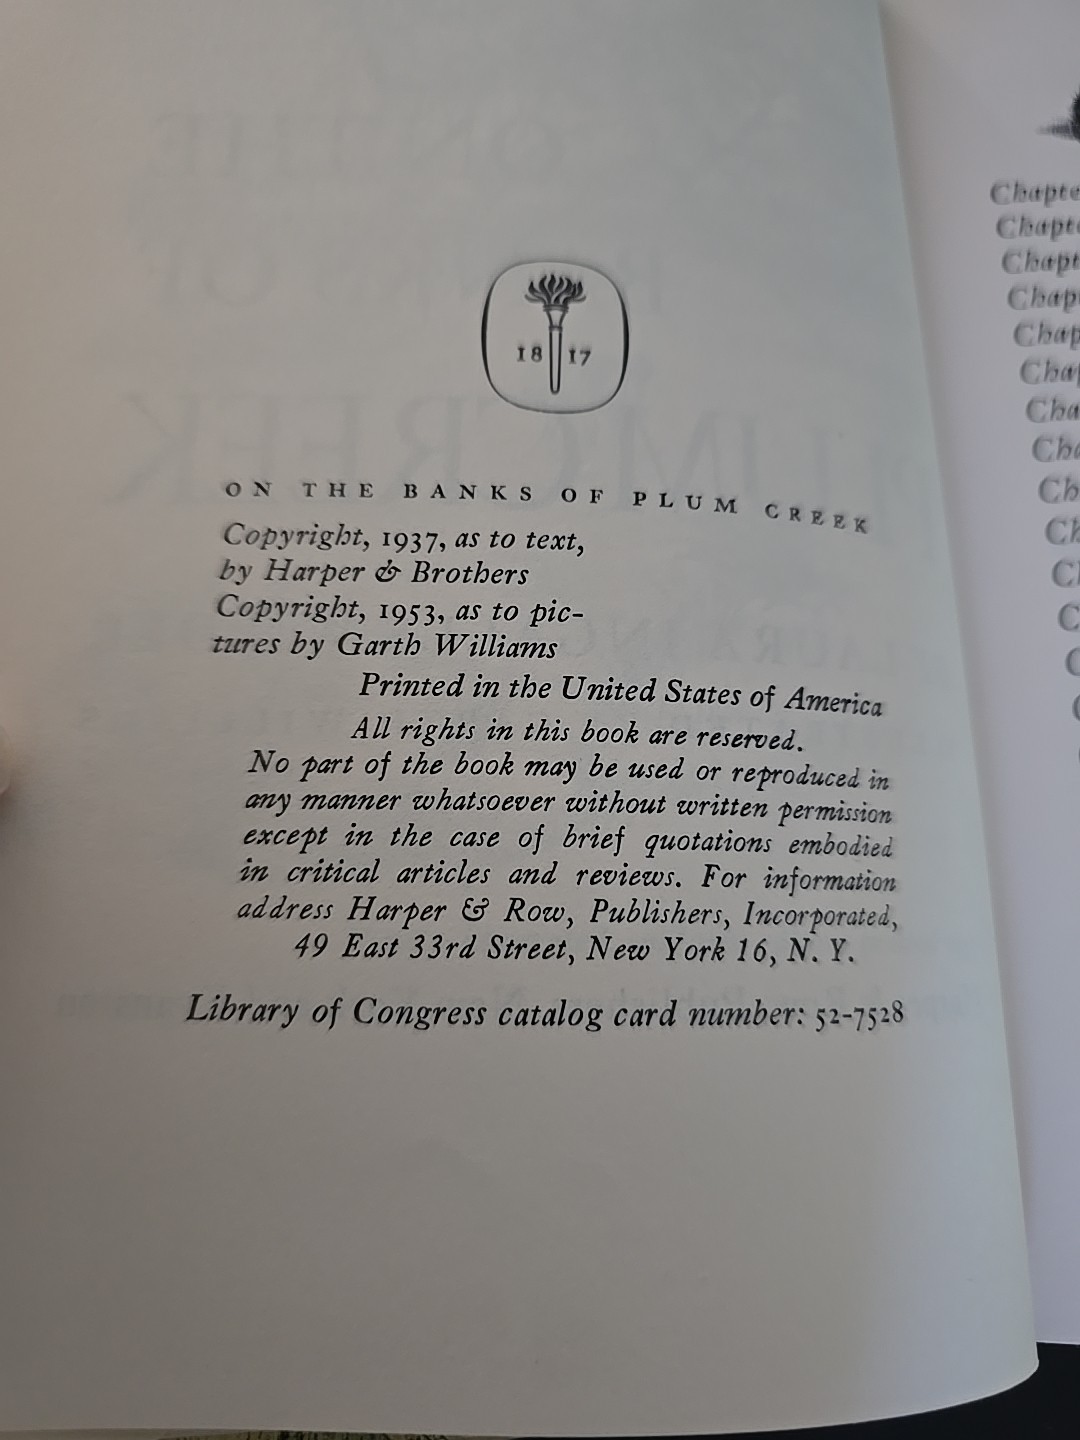 18 17
ON THE BANKS OF PLUM CREEK
Copyright, 1937, as to text,
by Harper & Brothers
Copyright, 1953, as to pic-
tures by Garth Williams
Printed in the United States of America
All rights in this book are reserved.
No part of the book may be used or reproduced in
any manner whatsoever without written permission
except in the case of brief quotations embodied
in critical articles and reviews. For information
address Harper & Row, Publishers, Incorporated,
49 East 33rd Street, New York 16, N. Y.
Library of Congress catalog card number: 52-7528